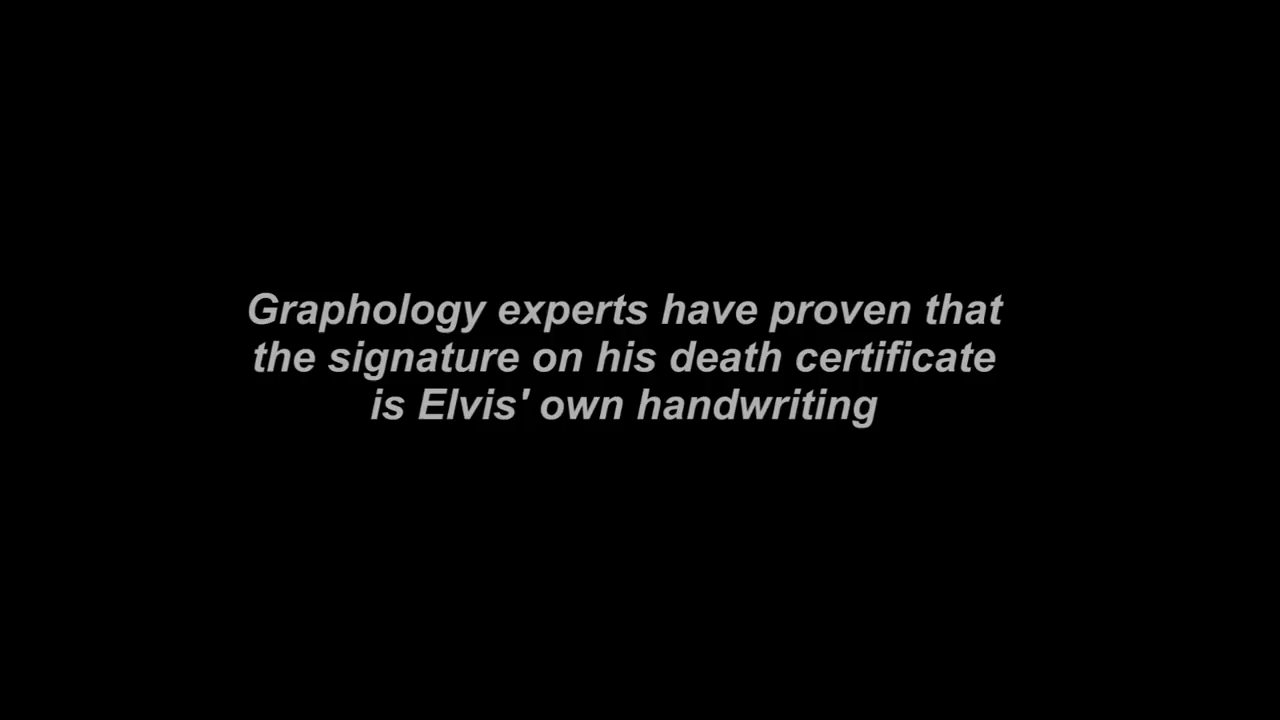 Graphology experts have proven that
the signature on his death certificate
is Elvis' own handwriting